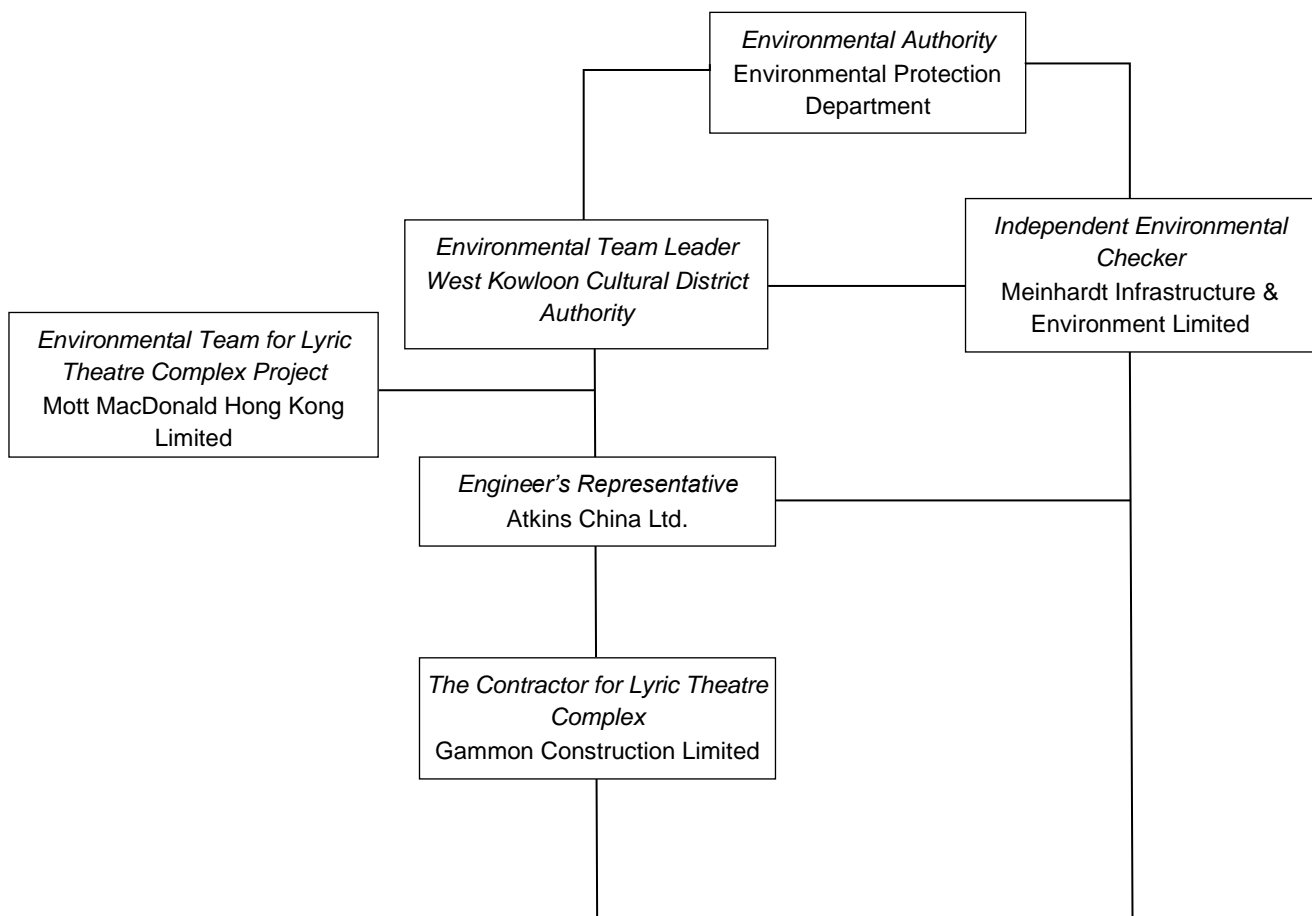 Environmental Authority
Environmental Protection
Department
Environmental Team Leader
West Kowloon Cultural District
Authority
Independent Environmental
Checker
Meinhardt Infrastructure &
Environment Limited
Environmental Team for Lyric
Theatre Complex Project
Mott MacDonald Hong Kong
Limited
Engineer’s Representative
Atkins China Ltd.
The Contractor for Lyric Theatre
Complex
Gammon Construction Limited